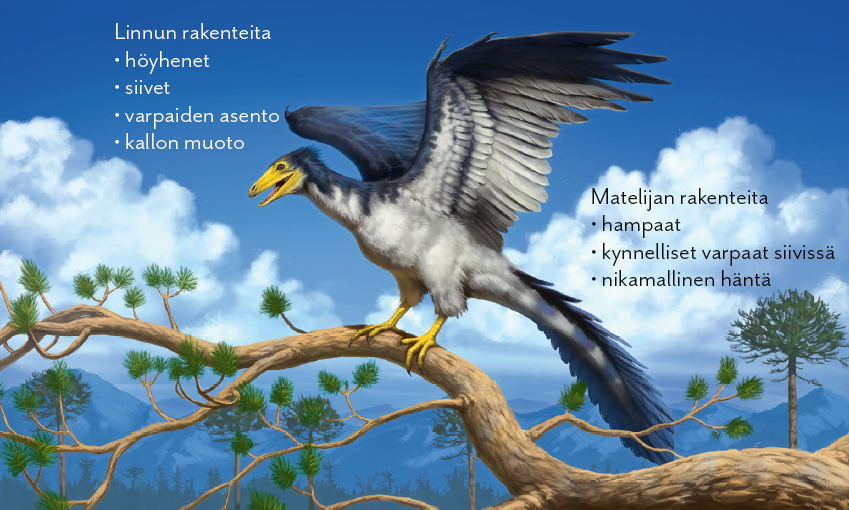 Linnun rakenteita
• höyhenet
• siivet
• varpaiden asento
• kallon muoto
Matelijan rakenteita
• hampaat
• kynnelliset varpaat siivissä
• nikamallinen häntä